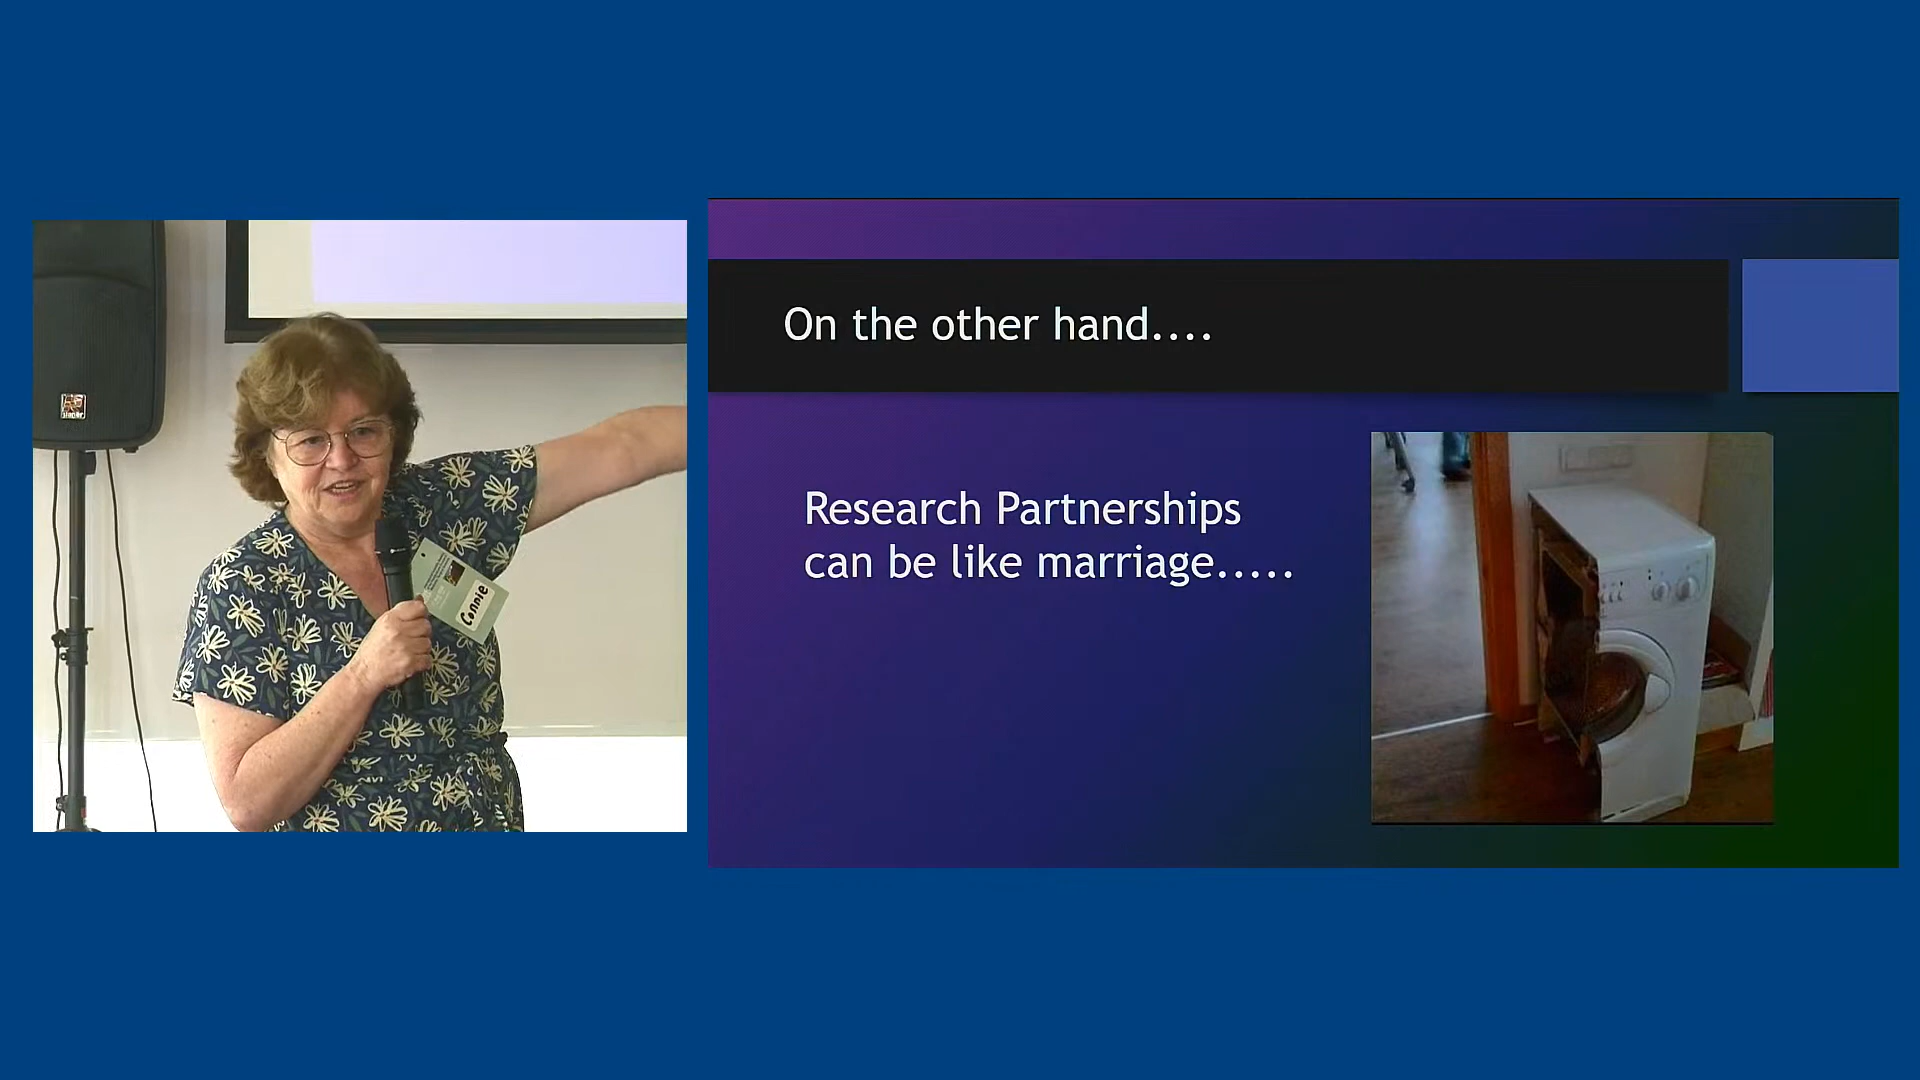 Connie
On the other hand....
Research Partnerships
can be like marriage.....